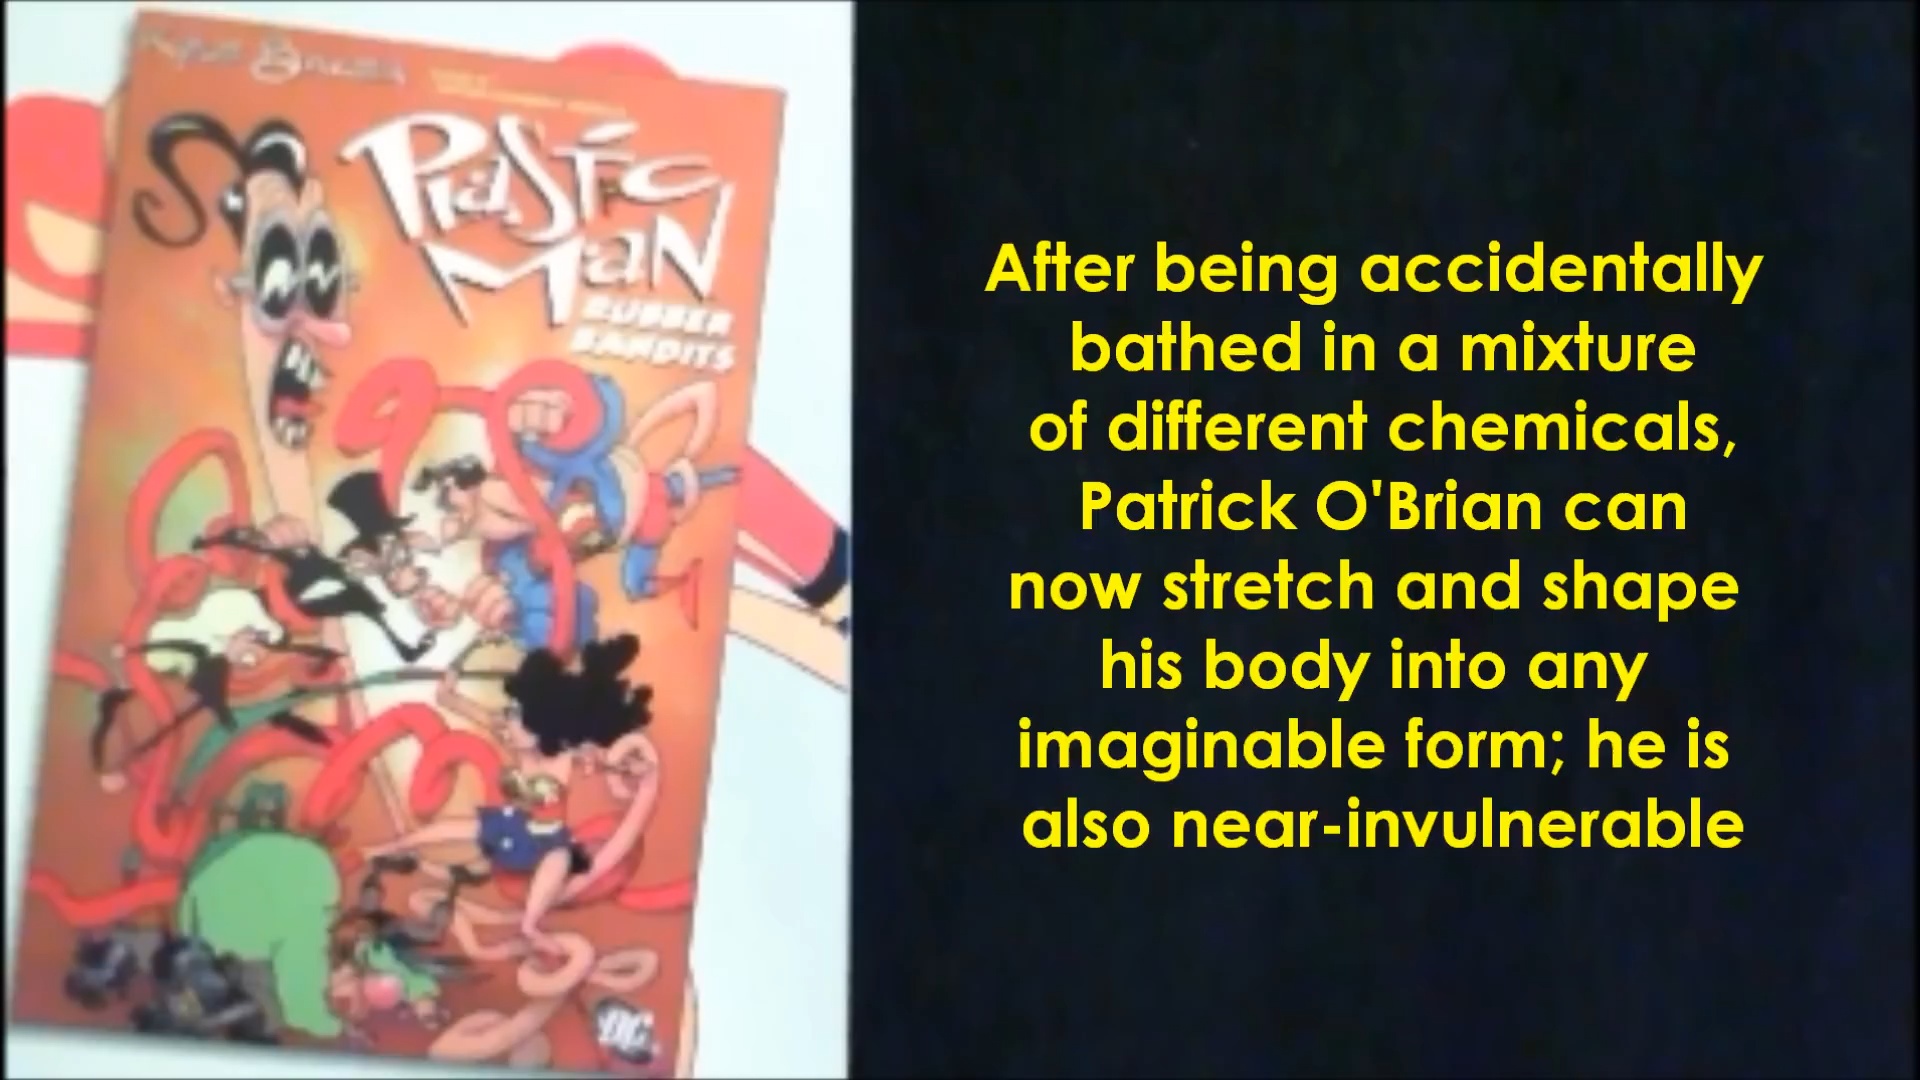 PlaSTiC
MaN
RUBBER
BANDITS
DC
After being accidentally
bathed in a mixture
of different chemicals,
Patrick O'Brian can
now stretch and shape
his body into any
imaginable form; he is
also near-invulnerable